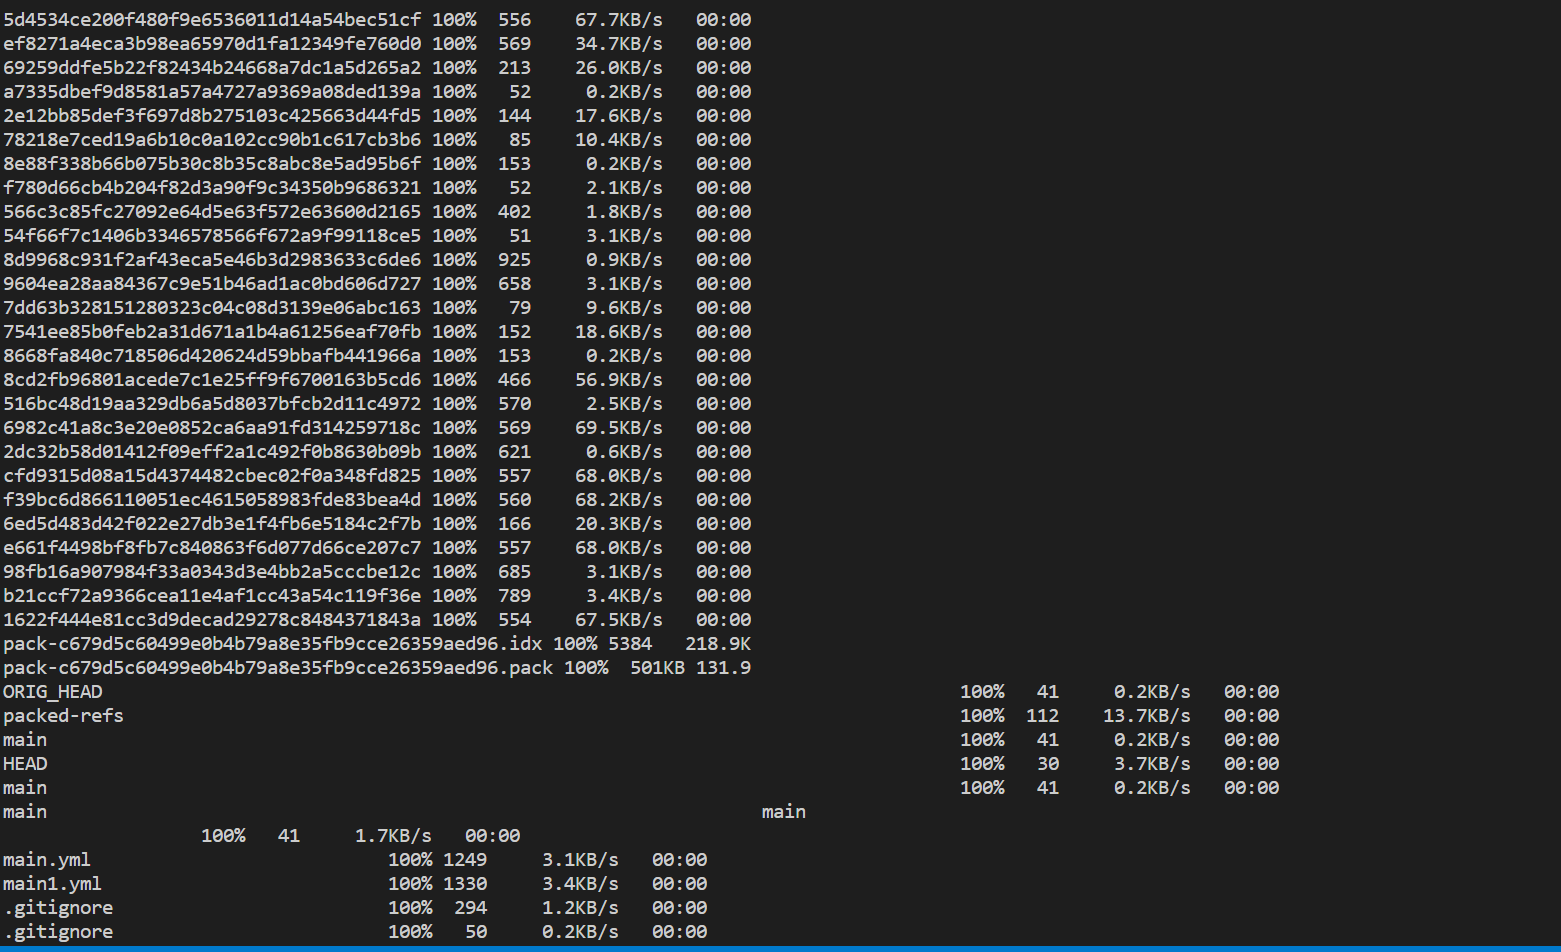 5d4534ce200f480f9e6536011d14a54bec51cf 100%  556    67.7KB/s   00:00
ef8271a4eca3b98ea65970d1fa12349fe760d0 100%  569    34.7KB/s   00:00
69259ddfe5b22f82434b24668a7dc1a5d265a2 100%  213    26.0KB/s   00:00
a7335dbef9d8581a57a4727a9369a08ded139a 100%   52     0.2KB/s   00:00
2e12bb85def3f697d8b275103c425663d44fd5 100%  144    17.6KB/s   00:00
78218e7ced19a6b10c0a102cc90b1c617cb3b6 100%   85    10.4KB/s   00:00
8e88f338b66b075b30c8b35c8abc8e5ad95b6f 100%  153     0.2KB/s   00:00
f780d66cb4b204f82d3a90f9c34350b9686321 100%   52     2.1KB/s   00:00
566c3c85fc27092e64d5e63f572e63600d2165 100%  402     1.8KB/s   00:00
54f66f7c1406b3346578566f672a9f99118ce5 100%   51     3.1KB/s   00:00
8d9968c931f2af43eca5e46b3d2983633c6de6 100%  925     0.9KB/s   00:00
9604ea28aa84367c9e51b46ad1ac0bd606d727 100%  658     3.1KB/s   00:00
7dd63b328151280323c04c08d3139e06abc163 100%   79     9.6KB/s   00:00
7541ee85b0feb2a31d671a1b4a61256eaf70fb 100%  152    18.6KB/s   00:00
8668fa840c718506d420624d59bbafb441966a 100%  153     0.2KB/s   00:00
8cd2fb96801acede7c1e25ff9f6700163b5cd6 100%  466    56.9KB/s   00:00
516bc48d19aa329db6a5d8037bfcb2d11c4972 100%  570     2.5KB/s   00:00
6982c41a8c3e20e0852ca6aa91fd314259718c 100%  569    69.5KB/s   00:00
2dc32b58d01412f09eff2a1c492f0b8630b09b 100%  621     0.6KB/s   00:00
cfd9315d08a15d4374482cbec02f0a348fd825 100%  557    68.0KB/s   00:00
f39bc6d866110051ec4615058983fde83bea4d 100%  560    68.2KB/s   00:00
6ed5d483d42f022e27db3e1f4fb6e5184c2f7b 100%  166    20.3KB/s   00:00
e661f4498bf8fb7c840863f6d077d66ce207c7 100%  557    68.0KB/s   00:00
98fb16a907984f33a0343d3e4bb2a5cccbe12c 100%  685     3.1KB/s   00:00
b21ccf72a9366cea11e4af1cc43a54c119f36e 100%  789     3.4KB/s   00:00
1622f444e81cc3d9decad29278c8484371843a 100%  554    67.5KB/s   00:00
pack-c679d5c60499e0b4b79a8e35fb9cce26359aed96.idx 100% 5384   218.9K
pack-c679d5c60499e0b4b79a8e35fb9cce26359aed96.pack 100%  501KB 131.9
ORIG_HEAD 100%   41     0.2KB/s   00:00
packed-refs 100%  112    13.7KB/s   00:00
main 100%   41     0.2KB/s   00:00
HEAD 100%   30     3.7KB/s   00:00
main 100%   41     0.2KB/s   00:00
main main
100%   41     1.7KB/s   00:00
main.yml 100% 1249     3.1KB/s   00:00
main1.yml 100% 1330     3.4KB/s   00:00
.gitignore 100%  294     1.2KB/s   00:00
.gitignore 100%   50     0.2KB/s   00:00